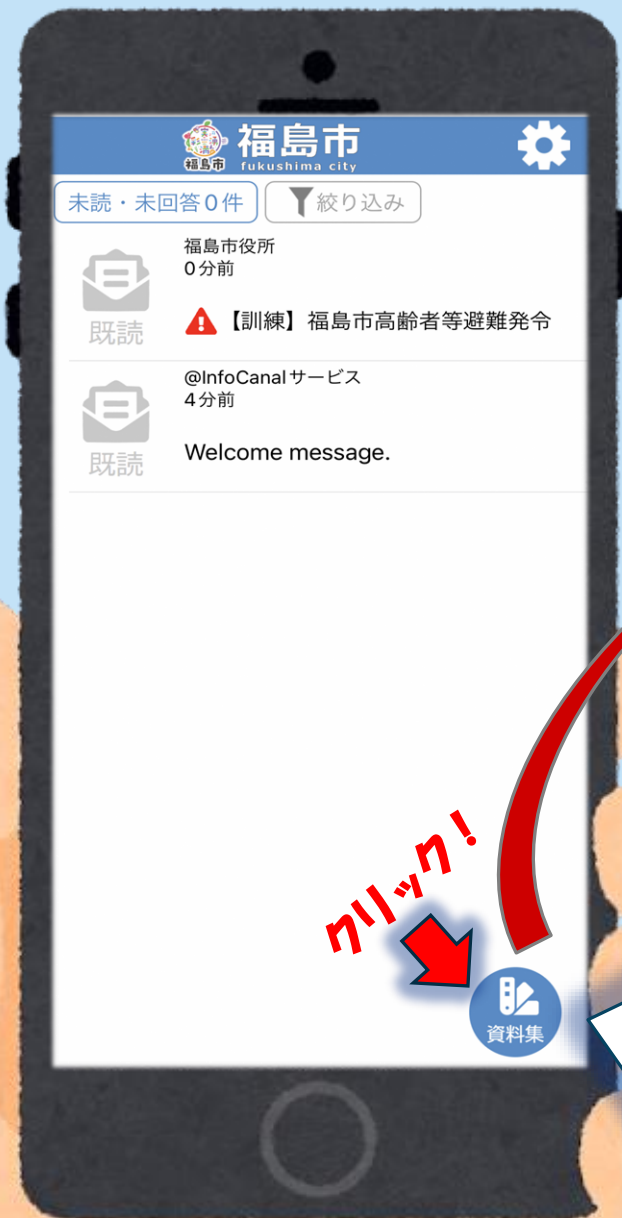 福島市
福島市
fukushima city
未読・未回答0件
絞り込み
福島市役所
0分前
既読
【訓練】福島市高齢者等避難発令
@InfoCanalサービス
4分前
既読
Welcome message.
クリック!
資料集